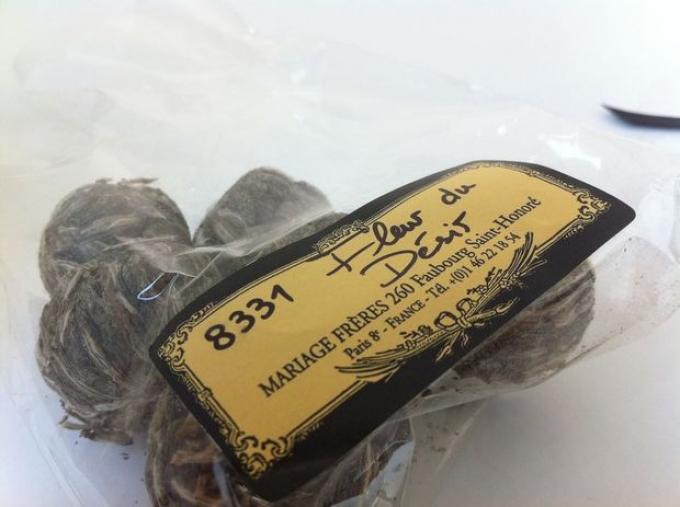 8331 Fleur du
Désir
MARIAGE FRÈRES 260 Faubourg Saint-Honoré
Paris 8e - FRANCE - Tél. +(0)1 46 22 18 54